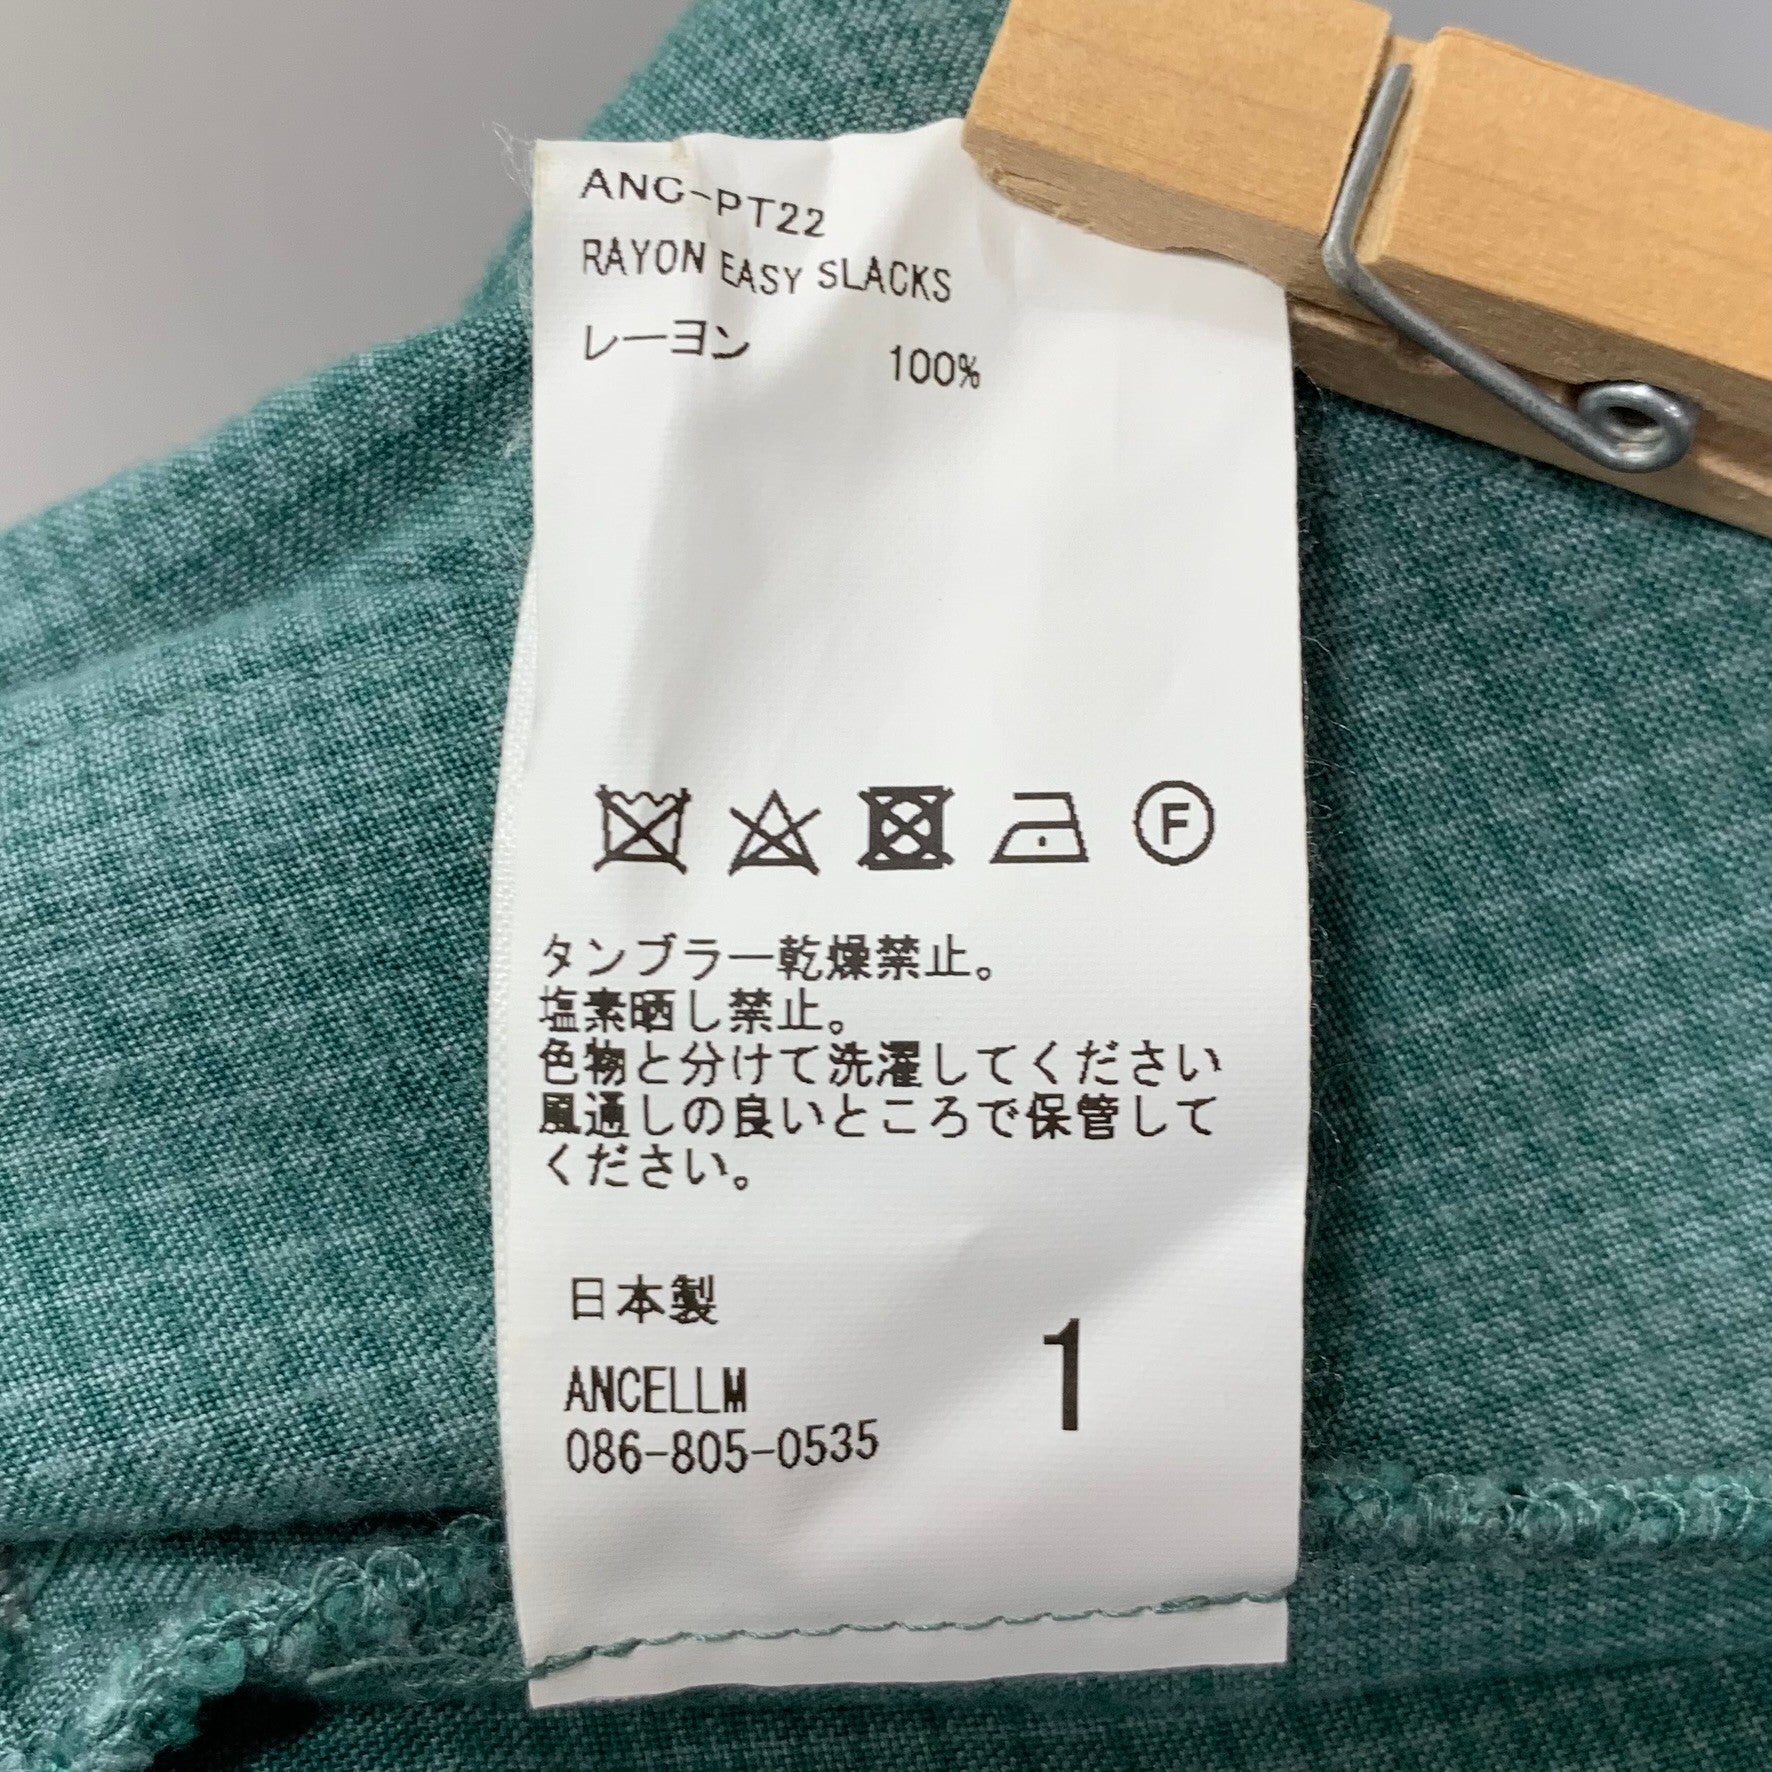 ANC-PT22
RAYON EASY SLACKS
レーヨン 100%
F
タンブラー乾燥禁止。
塩素晒し禁止。
色物と分けて洗濯してください
風通しの良いところで保管して
ください。
日本製
1
ANCELLM
086-805-0535